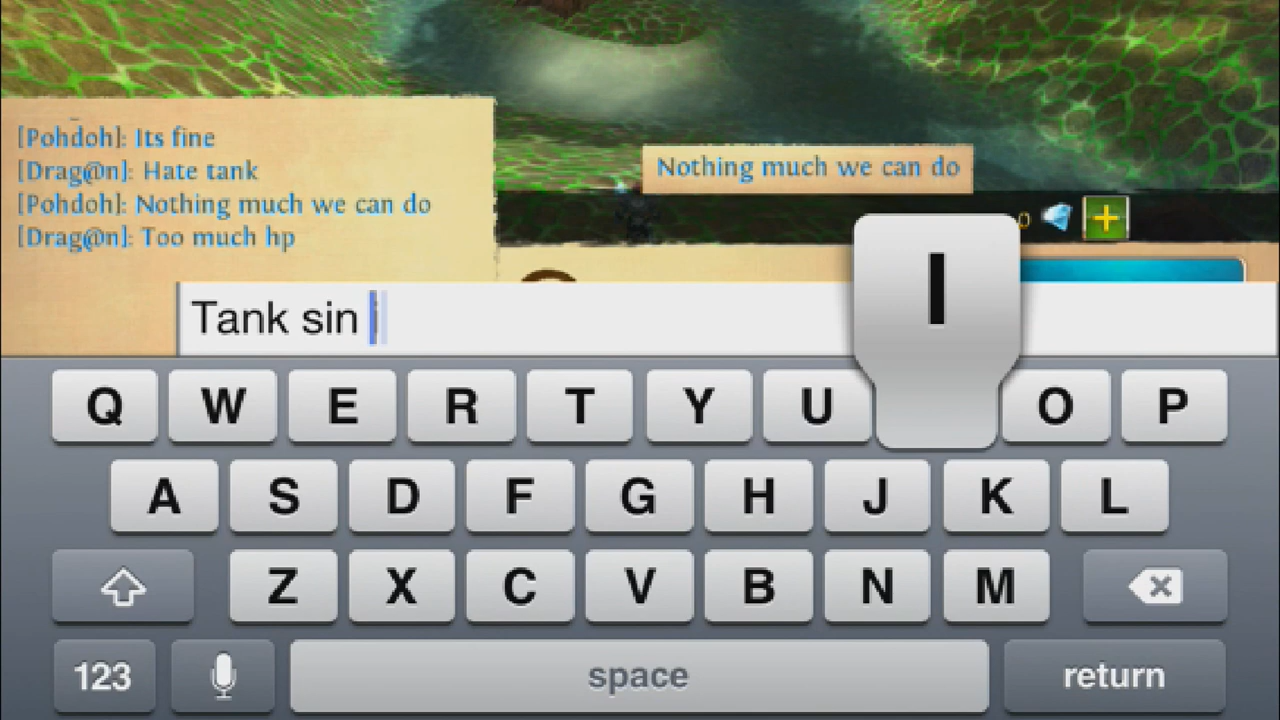 [Pohdoh]: Its fine
[Drag@n]: Hate tank
[Pohdoh]: Nothing much we can do
[Drag@n]: Too much hp
Nothing much we can do
0
Tank sin i
I
Q W E R T Y U O P
A S D F G H J K L
Z X C V B N M
123 space return